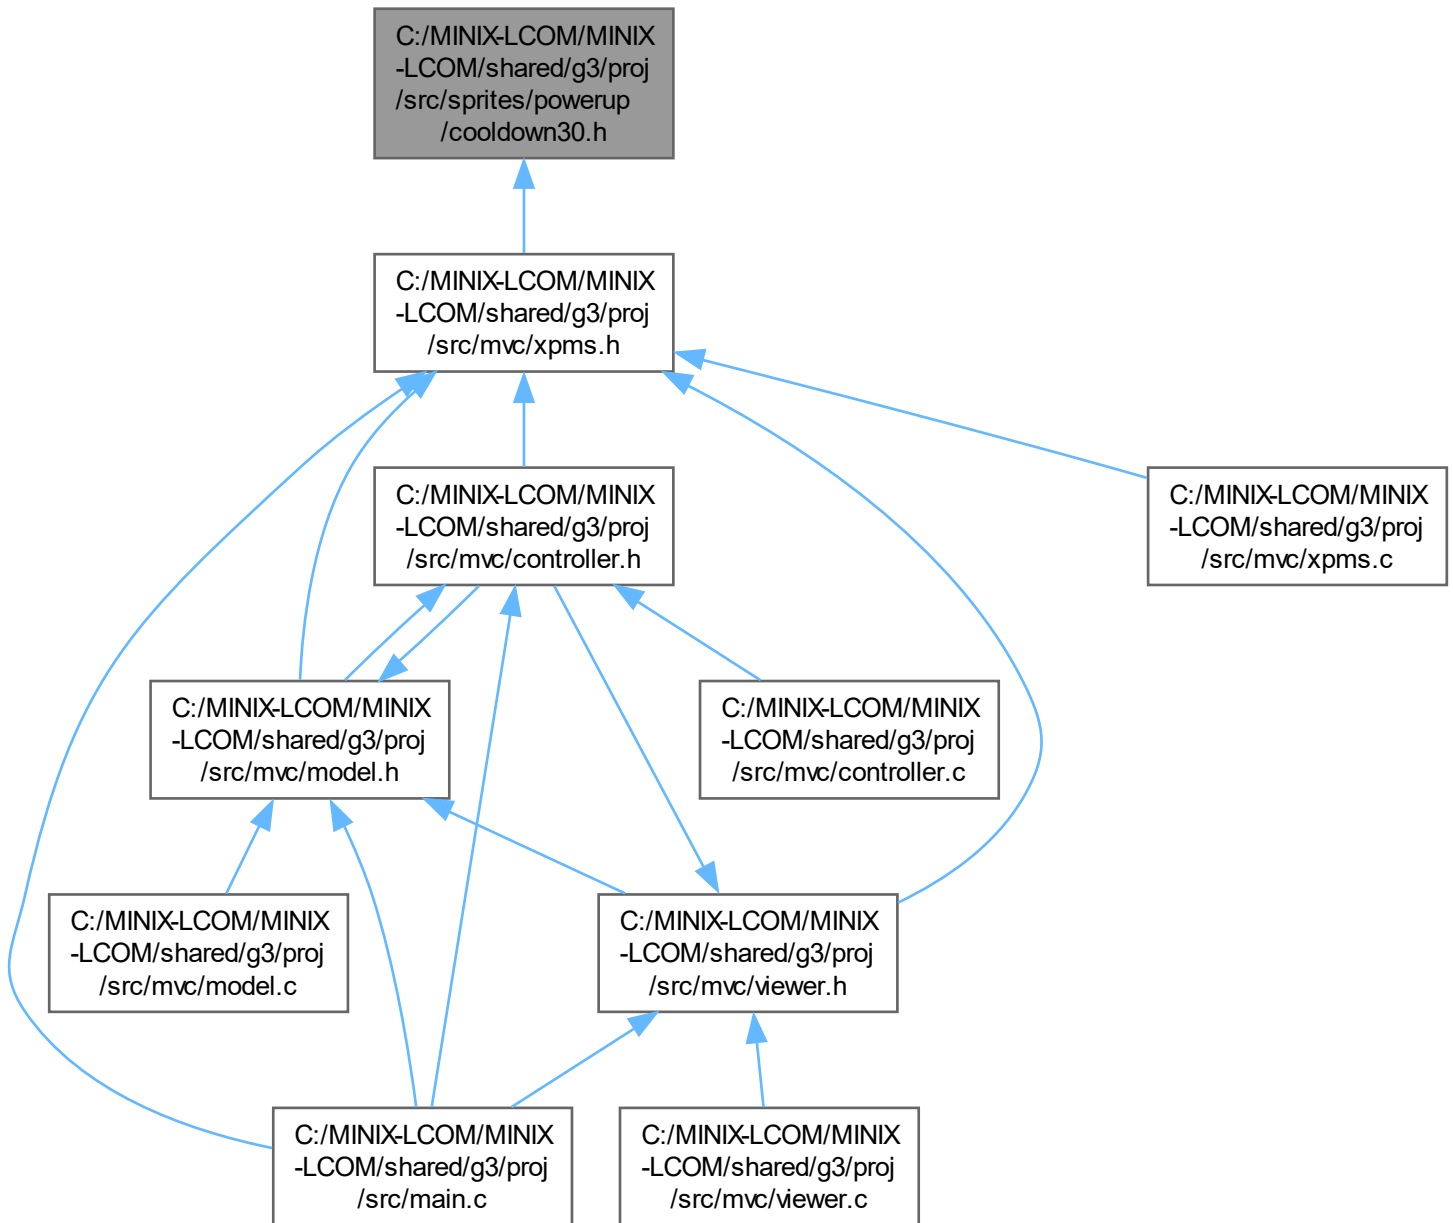 C:/MINIX-LCOM/MINIX
-LCOM/shared/g3/proj
/src/sprites/powerup
/cooldown30.h
C:/MINIX-LCOM/MINIX
-LCOM/shared/g3/proj
/src/mvc/xpms.h
C:/MINIX-LCOM/MINIX
-LCOM/shared/g3/proj
/src/mvc/controller.h
C:/MINIX-LCOM/MINIX
-LCOM/shared/g3/proj
/src/mvc/xpms.c
C:/MINIX-LCOM/MINIX
-LCOM/shared/g3/proj
/src/mvc/model.h
C:/MINIX-LCOM/MINIX
-LCOM/shared/g3/proj
/src/mvc/controller.c
C:/MINIX-LCOM/MINIX
-LCOM/shared/g3/proj
/src/mvc/model.c
C:/MINIX-LCOM/MINIX
-LCOM/shared/g3/proj
/src/mvc/viewer.h
C:/MINIX-LCOM/MINIX
-LCOM/shared/g3/proj
/src/main.c
C:/MINIX-LCOM/MINIX
-LCOM/shared/g3/proj
/src/mvc/viewer.c